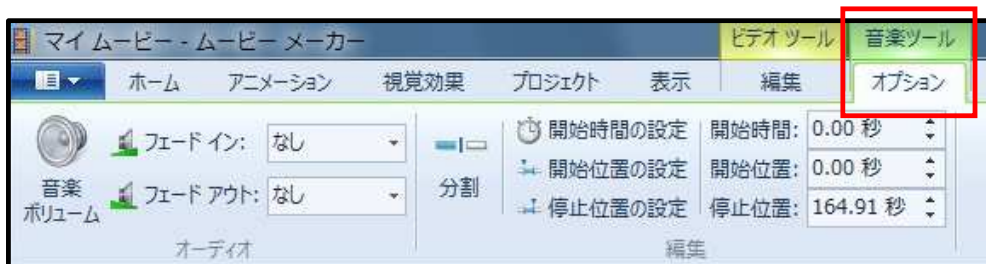 マイ ムービー - ムービー メーカー
ビデオ ツール 音楽ツール
ホーム アニメーション 視覚効果 プロジェクト 表示 編集 オプション
フェード イン: なし
フェード アウト: なし
音楽
ボリューム
オーディオ
分割
開始時間の設定 開始時間: 0.00 秒
開始位置の設定 開始位置: 0.00 秒
停止位置の設定 停止位置: 164.91 秒
編集